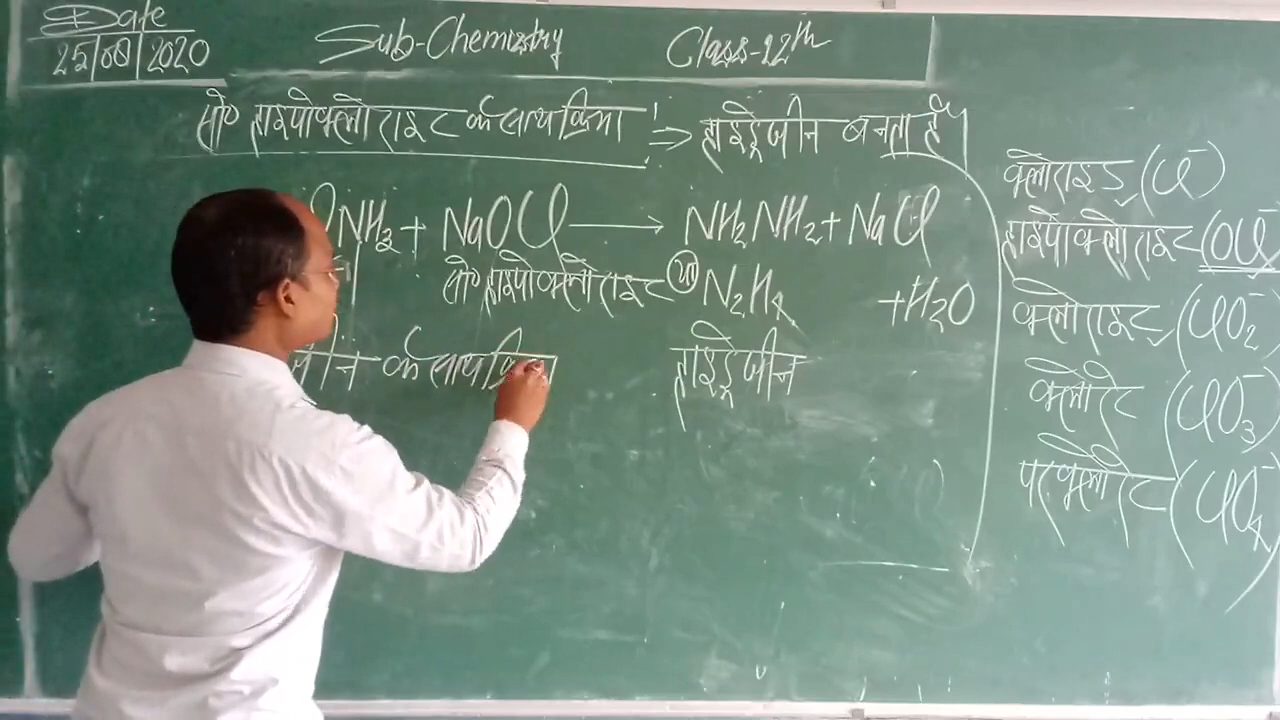 Date
25/08/2020
Sub-Chemistry
Class-12th
सो० हाइपोक्लोराइट के साथ क्रिया :⇒ हाइड्रेजीन बनता है।
2NH₃ + NaOCl ⟶ NH₂NH₂ + NaCl
+H₂O
सो० हाइपोक्लोराइट
(या) N₂H₄
हाइड्रेजीन
के साथ क्रिया
क्लोराइड, (Cl⁻)
हाइपोक्लोराइट (OCl⁻)
क्लोराइट, (ClO₂⁻)
क्लोरेट (ClO₃⁻)
परक्लोरेट (ClO₄⁻)